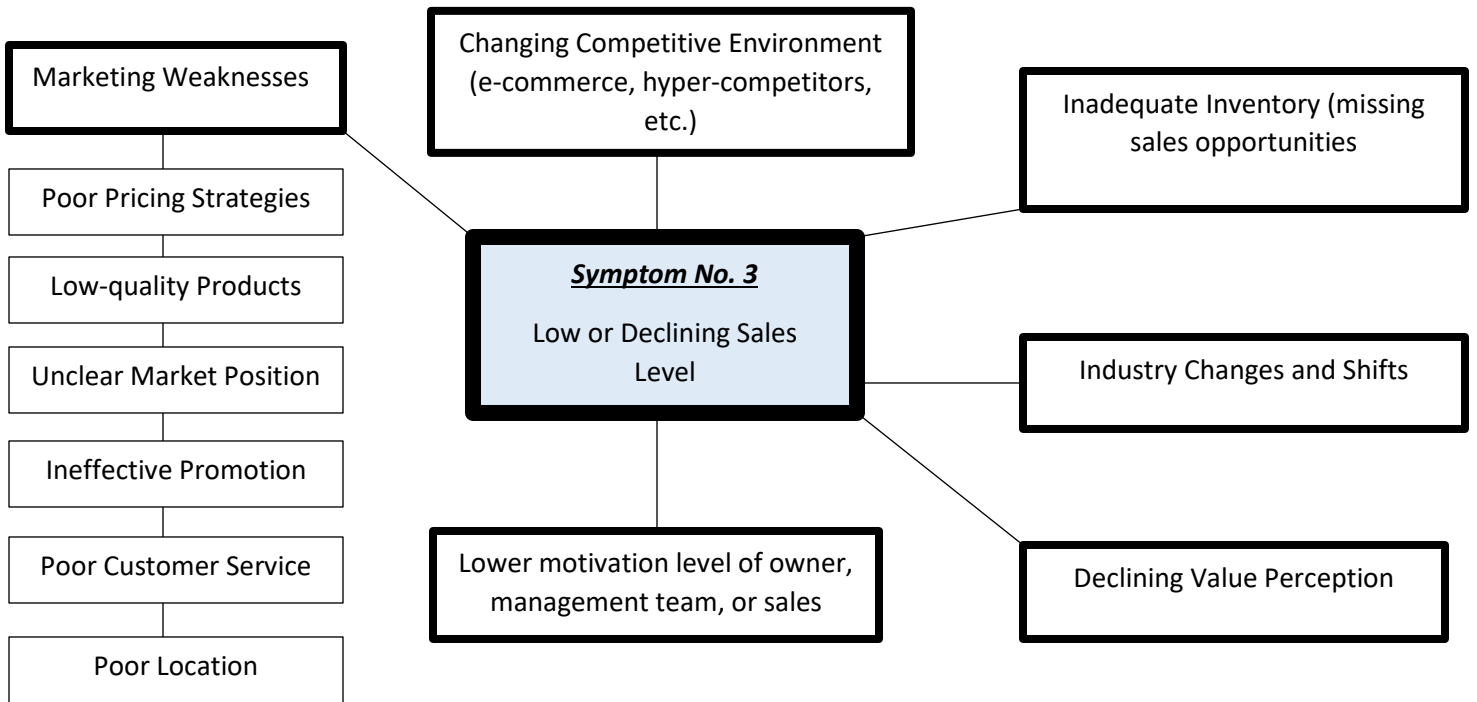 Marketing Weaknesses
Poor Pricing Strategies
Low-quality Products
Unclear Market Position
Ineffective Promotion
Poor Customer Service
Poor Location
Changing Competitive Environment
(e-commerce, hyper-competitors,
etc.)
Symptom No. 3
Low or Declining Sales
Level
Lower motivation level of owner,
management team, or sales
Inadequate Inventory (missing
sales opportunities
Industry Changes and Shifts
Declining Value Perception